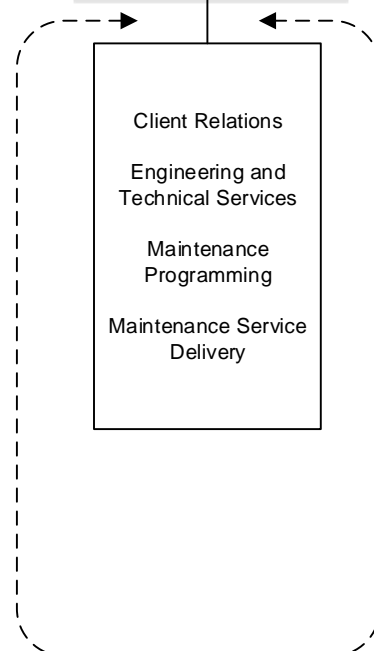 Client Relations
Engineering and
Technical Services
Maintenance
Programming
Maintenance Service
Delivery